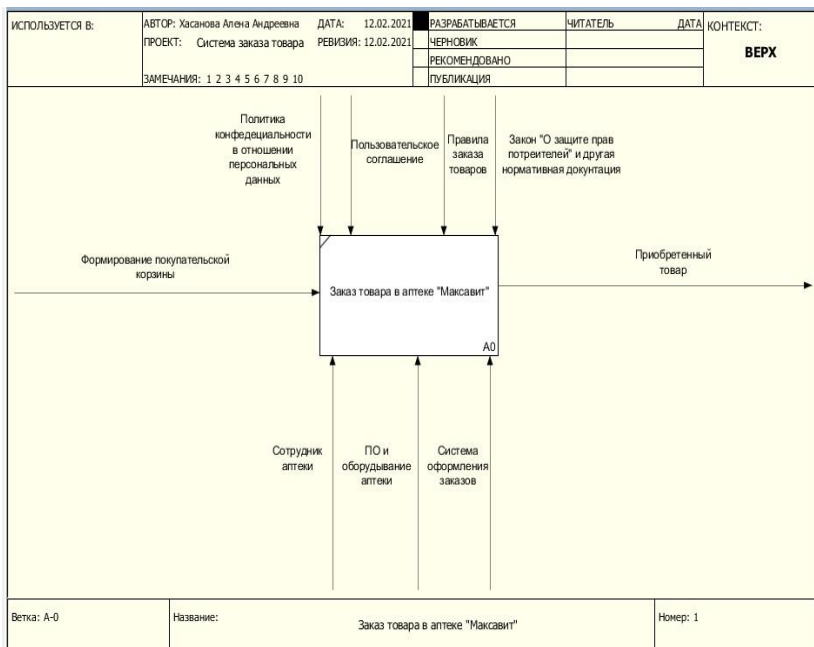 ИСПОЛЬЗУЕТСЯ В:
АВТОР: Хасанова Алена Андреевна
ДАТА: 12.02.2021
РАЗРАБАТЫВАЕТСЯ
ЧИТАТЕЛЬ
ДАТА
КОНТЕКСТ:
ПРОЕКТ: Система заказа товара
РЕВИЗИЯ: 12.02.2021
ЧЕРНОВИК
ВЕРХ
РЕКОМЕНДОВАНО
ЗАМЕЧАНИЯ: 1 2 3 4 5 6 7 8 9 10
ПУБЛИКАЦИЯ
Политика
конфедециальности
в отношении
персональных
данных
Пользовательское
соглашение
Правила
заказа
товаров
Закон "О защите прав
потреителей" и другая
нормативная докунтация
Формирование покупательской
корзины
Заказ товара в аптеке "Максавит"
A0
Приобретенный
товар
Сотрудник
аптеки
ПО и
оборудывание
аптеки
Система
оформления
заказов
Ветка: A-0
Название:
Заказ товара в аптеке "Максавит"
Номер: 1